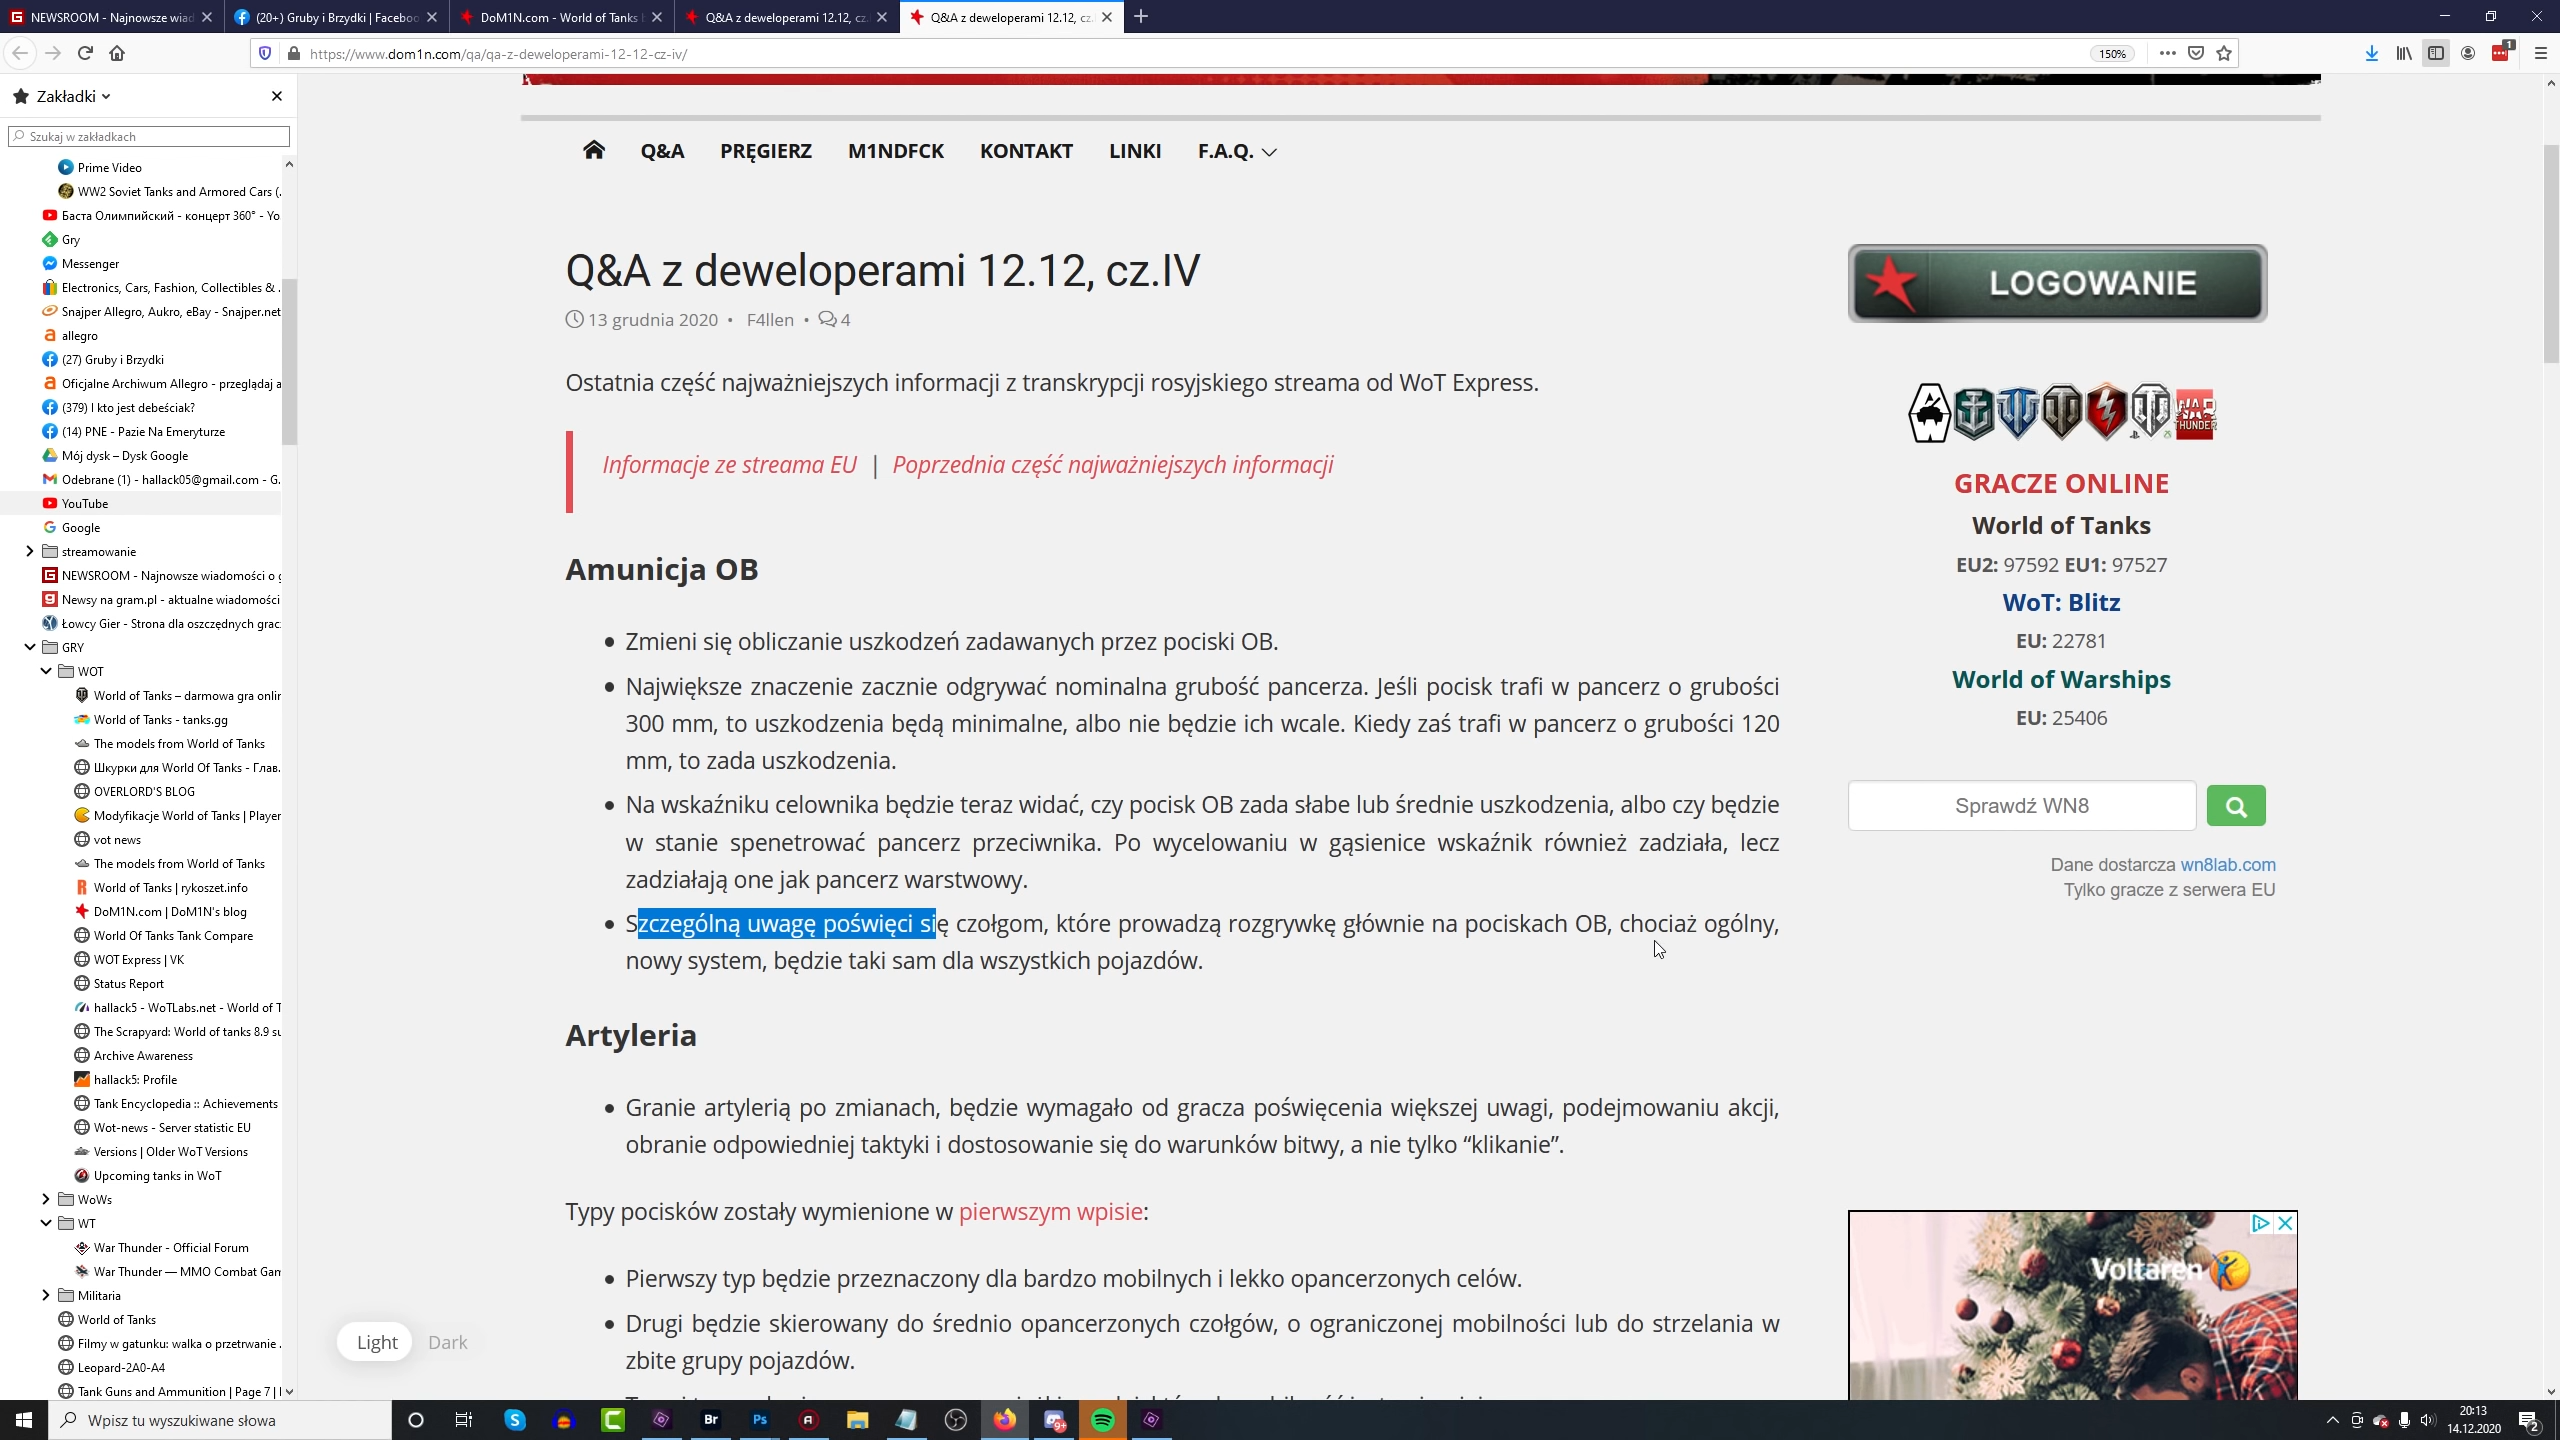 NEWSROOM - Najnowsze wiad
(20+) Gruby i Brzydki | Faceboo
DoM1N.com - World of Tanks
Q&A z deweloperami 12.12, cz.
Q&A z deweloperami 12.12, cz.
https://www.dom1n.com/qa/qa-z-deweloperami-12-12-cz-iv/
150%
1
Zakładki
Szukaj w zakładkach
Prime Video
WW2 Soviet Tanks and Armored Cars (.
Баста Олимпийский - концерт 360° - Yo
Gry
Messenger
Electronics, Cars, Fashion, Collectibles & .
Snajper Allegro, Aukro, eBay - Snajper.net
allegro
(27) Gruby i Brzydki
Oficjalne Archiwum Allegro - przeglądaj a
(379) I kto jest debeściak?
(14) PNE - Pazie Na Emeryturze
Mój dysk – Dysk Google
Odebrane (1) - hallack05@gmail.com - G.
YouTube
Google
streamowanie
NEWSROOM - Najnowsze wiadomości o g
Newsy na gram.pl - aktualne wiadomości
Łowcy Gier - Strona dla oszczędnych grac
GRY
WOT
World of Tanks – darmowa gra onlin
World of Tanks - tanks.gg
The models from World of Tanks
Шкурки для World Of Tanks - Глав.
OVERLORD'S BLOG
Modyfikacje World of Tanks | Player
vot news
The models from World of Tanks
World of Tanks | rykoszet.info
DoM1N.com | DoM1N's blog
World Of Tanks Tank Compare
WOT Express | VK
Status Report
hallack5 - WoTLabs.net - World of T
The Scrapyard: World of tanks 8.9 su
Archive Awareness
hallack5: Profile
Tank Encyclopedia :: Achievements
Wot-news - Server statistic EU
Versions | Older WoT Versions
Upcoming tanks in WoT
WoWs
WT
War Thunder - Official Forum
War Thunder — MMO Combat Gam
Militaria
World of Tanks
Filmy w gatunku: walka o przetrwanie .
Leopard-2A0-A4
Tank Guns and Ammunition | Page 7 |
Q&A PRĘGIERZ M1NDFCK KONTAKT LINKI F.A.Q.
Q&A z deweloperami 12.12, cz.IV
13 grudnia 2020 • F4llen • 4
Ostatnia część najważniejszych informacji z transkrypcji rosyjskiego streama od WoT Express.
Informacje ze streama EU | Poprzednia część najważniejszych informacji
Amunicja OB
• Zmieni się obliczanie uszkodzeń zadawanych przez pociski OB.
• Największe znaczenie zacznie odgrywać nominalna grubość pancerza. Jeśli pocisk trafi w pancerz o grubości
300 mm, to uszkodzenia będą minimalne, albo nie będzie ich wcale. Kiedy zaś trafi w pancerz o grubości 120
mm, to zada uszkodzenia.
• Na wskaźniku celownika będzie teraz widać, czy pocisk OB zada słabe lub średnie uszkodzenia, albo czy będzie
w stanie spenetrować pancerz przeciwnika. Po wycelowaniu w gąsienice wskaźnik również zadziała, lecz
zadziałają one jak pancerz warstwowy.
• Szczególną uwagę poświęci się czołgom, które prowadzą rozgrywkę głównie na pociskach OB, chociaż ogólny,
nowy system, będzie taki sam dla wszystkich pojazdów.
Artyleria
• Granie artylerią po zmianach, będzie wymagało od gracza poświęcenia większej uwagi, podejmowaniu akcji,
obranie odpowiedniej taktyki i dostosowanie się do warunków bitwy, a nie tylko “klikanie”.
Typy pocisków zostały wymienione w pierwszym wpisie:
• Pierwszy typ będzie przeznaczony dla bardzo mobilnych i lekko opancerzonych celów.
• Drugi będzie skierowany do średnio opancerzonych czołgów, o ograniczonej mobilności lub do strzelania w
zbite grupy pojazdów.
Light Dark
LOGOWANIE
WAR
THUNDER
GRACZE ONLINE
World of Tanks
EU2: 97592 EU1: 97527
WoT: Blitz
EU: 22781
World of Warships
EU: 25406
Sprawdź WN8
Dane dostarcza wn8lab.com
Tylko gracze z serwera EU
Voltaren
Wpisz tu wyszukiwane słowa
Br
Ps
9+
20:13
14.12.2020
2